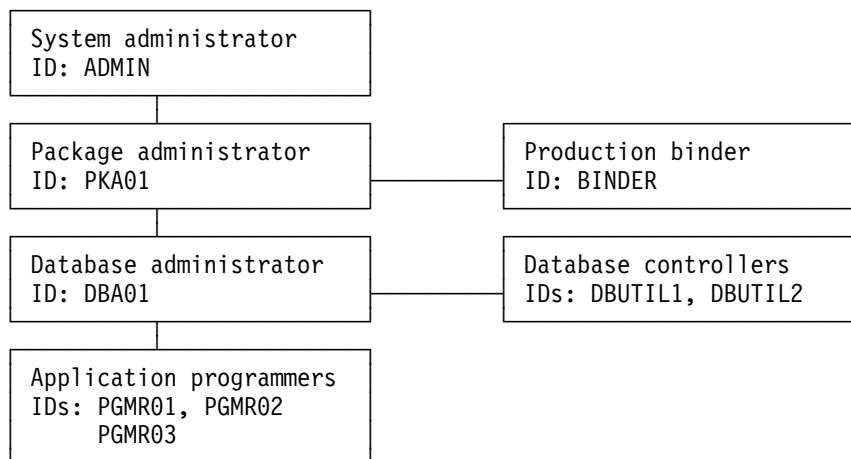 System administrator
ID: ADMIN
Package administrator
ID: PKA01
Production binder
ID: BINDER
Database administrator
ID: DBA01
Database controllers
IDs: DBUTIL1, DBUTIL2
Application programmers
IDs: PGMR01, PGMR02
PGMR03